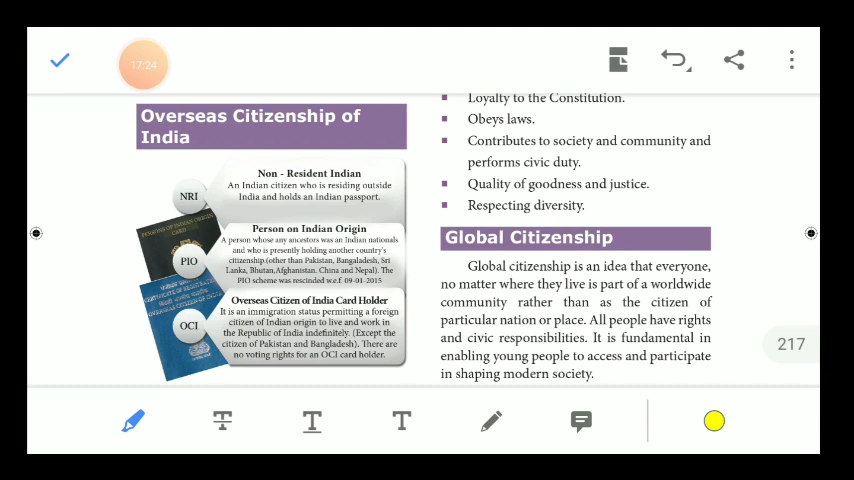 17:24
Overseas Citizenship of
India
Non - Resident Indian
An Indian citizen who is residing outside
India and holds an Indian passport.
NRI
PERSONS OF INDIAN ORIGIN
CARD
Person on Indian Origin
A person whose any ancestors was an Indian nationals
and who is presently holding another country's
citizenship.(other than Pakistan, Bangladesh, Sri
Lanka, Bhutan,Afghanistan. China and Nepal). The
PIO scheme was rescinded w.e.f. 09-01-2015
PIO
Overseas Citizen of India Card Holder
It is an immigration status permitting a foreign
citizen of Indian origin to live and work in
the Republic of India indefinitely. (Except the
citizen of Pakistan and Bangladesh). There are
no voting rights for an OCI card holder.
OCI
Loyalty to the Constitution.
Obeys laws.
Contributes to society and community and
performs civic duty.
Quality of goodness and justice.
Respecting diversity.
Global Citizenship
Global citizenship is an idea that everyone,
no matter where they live is part of a worldwide
community rather than as the citizen of
particular nation or place. All people have rights
and civic responsibilities. It is fundamental in
enabling young people to access and participate
in shaping modern society.
217
T
T
T